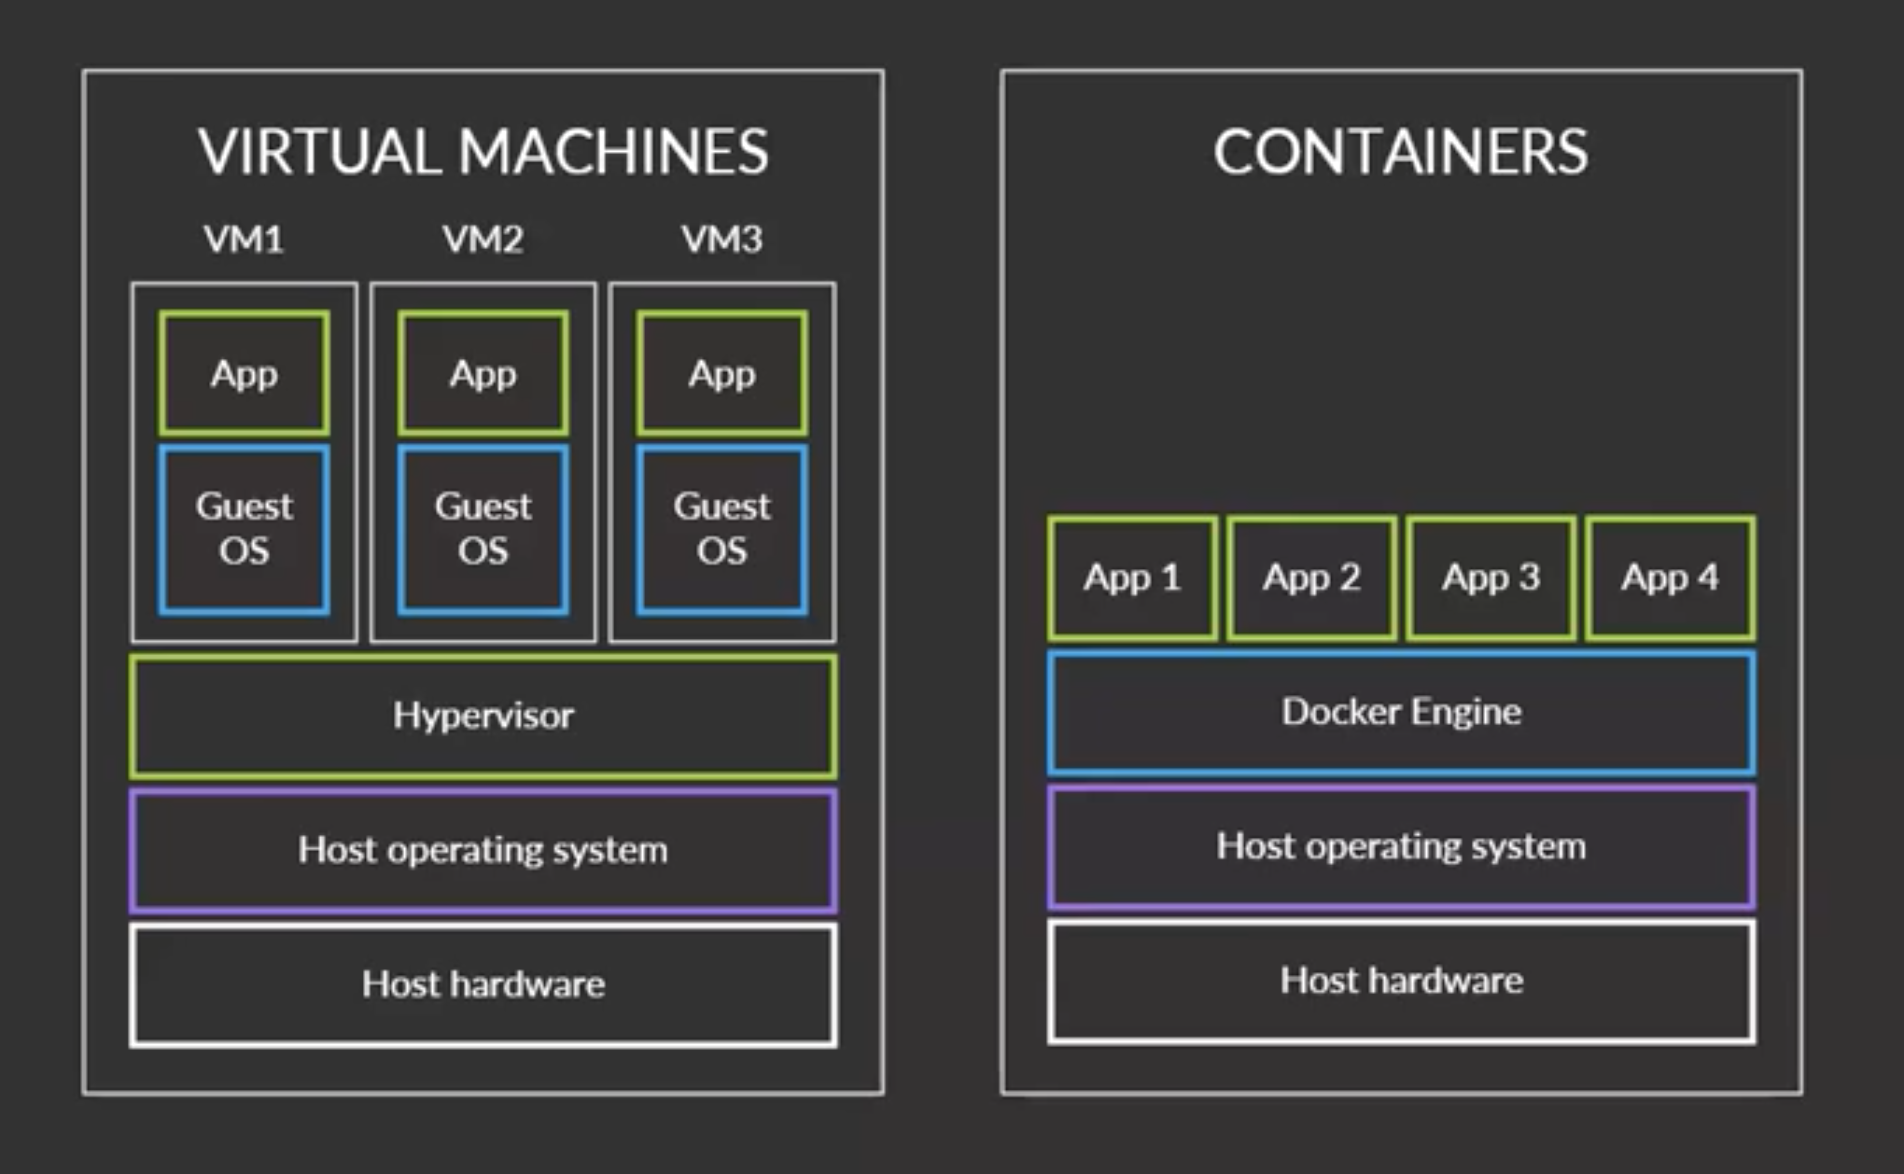 VIRTUAL MACHINES
VM1
VM2
VM3
App
App
App
Guest
OS
Guest
OS
Guest
OS
Hypervisor
Host operating system
Host hardware
CONTAINERS
App 1
App 2
App 3
App 4
Docker Engine
Host operating system
Host hardware